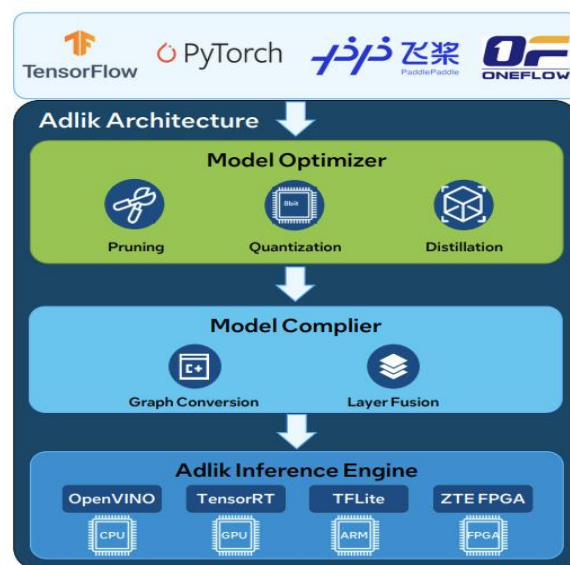 TensorFlow
PyTorch
飞桨
PaddlePaddle
ONEFLOW
Adlik Architecture
Model Optimizer
8bit
Pruning Quantization Distillation
Model Complier
Graph Conversion Layer Fusion
Adlik Inference Engine
OpenVINO TensorRT TFLite ZTE FPGA
CPU GPU ARM FPGA